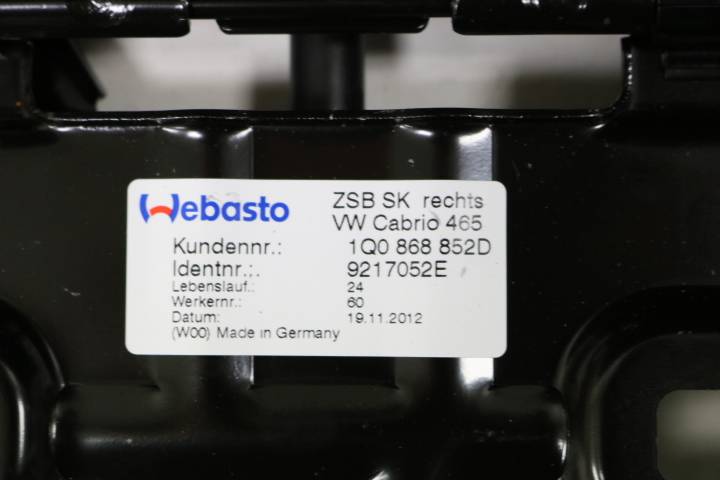 Webasto
ZSB SK rechts
VW Cabrio 465
Kundennr.: 1Q0 868 852D
Identnr.:. 9217052E
Lebenslauf.: 24
Werkernr.: 60
Datum: 19.11.2012
(W00) Made in Germany